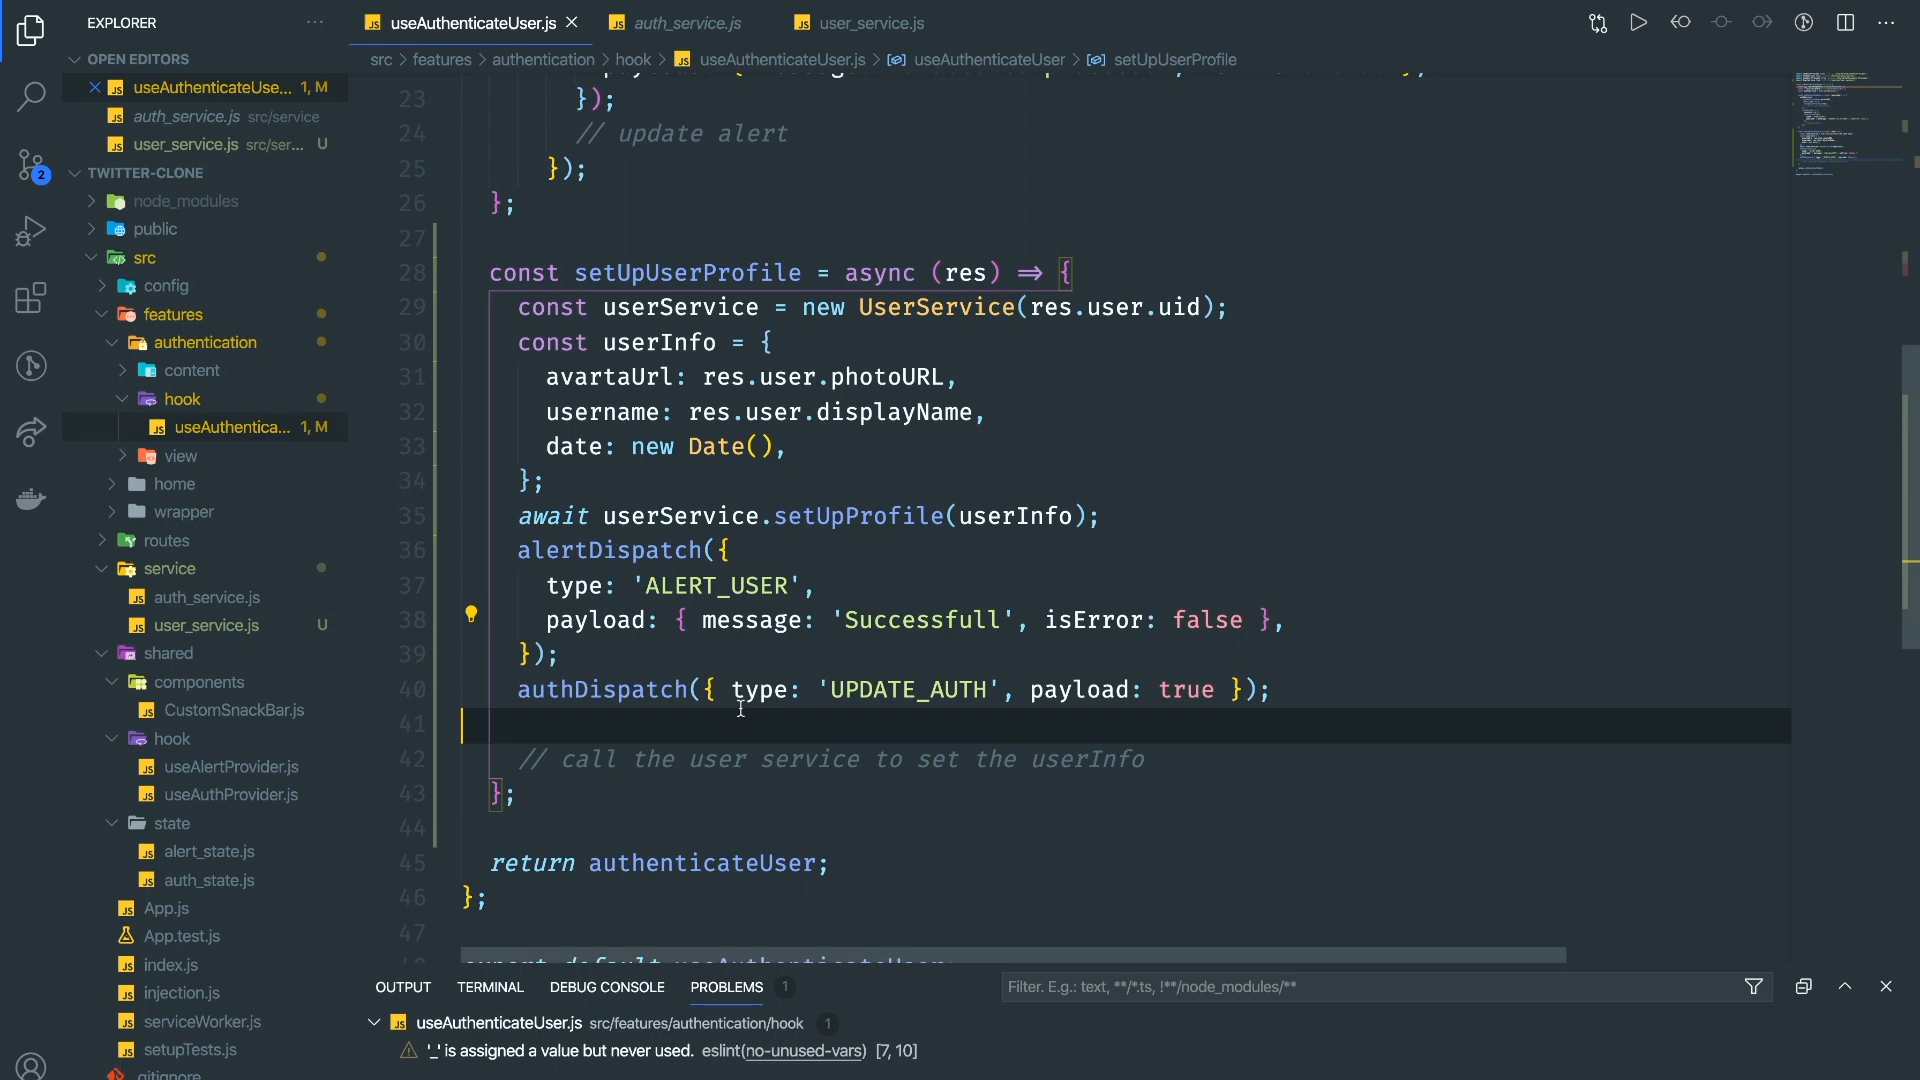 EXPLORER
OPEN EDITORS
useAuthenticateUse... 1, M
auth_service.js src/service
user_service.js src/ser... U
TWITTER-CLONE
node_modules
public
src
config
features
authentication
content
hook
useAuthentica... 1, M
view
home
wrapper
routes
service
auth_service.js
user_service.js U
shared
components
CustomSnackBar.js
hook
useAlertProvider.js
useAuthProvider.js
state
alert_state.js
auth_state.js
App.js
App.test.js
index.js
injection.js
serviceWorker.js
setupTests.js
.gitignore
2
useAuthenticateUser.js
auth_service.js
user_service.js
src > features > authentication > hook > useAuthenticateUser.js > useAuthenticateUser > setUpUserProfile
23 });
24 // update alert
25 });
26 };
27
28 const setUpUserProfile = async (res) => {
29 const userService = new UserService(res.user.uid);
30 const userInfo = {
31 avartaUrl: res.user.photoURL,
32 username: res.user.displayName,
33 date: new Date(),
34 };
35 await userService.setUpProfile(userInfo);
36 alertDispatch({
37 type: 'ALERT_USER',
38 payload: { message: 'Successfull', isError: false },
39 });
40 authDispatch({ type: 'UPDATE_AUTH', payload: true });
41
42 // call the user service to set the userInfo
43 };
44
45 return authenticateUser;
46 };
47
export default useAuthenticateUser;
OUTPUT TERMINAL DEBUG CONSOLE PROBLEMS 1
Filter. E.g.: text, **/*.ts, !**/node_modules/**
useAuthenticateUser.js src/features/authentication/hook 1
'_' is assigned a value but never used. eslint(no-unused-vars) [7, 10]